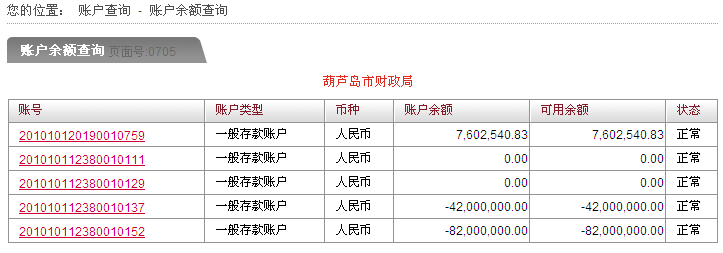 您的位置： 账户查询 - 账户余额查询
账户余额查询 页面号:0705
葫芦岛市财政局
账号 账户类型 币种 账户余额 可用余额 状态
201010120190010759 一般存款账户 人民币 7,602,540.83 7,602,540.83 正常
201010112380010111 一般存款账户 人民币 0.00 0.00 正常
201010112380010129 一般存款账户 人民币 0.00 0.00 正常
201010112380010137 一般存款账户 人民币 -42,000,000.00 -42,000,000.00 正常
201010112380010152 一般存款账户 人民币 -82,000,000.00 -82,000,000.00 正常